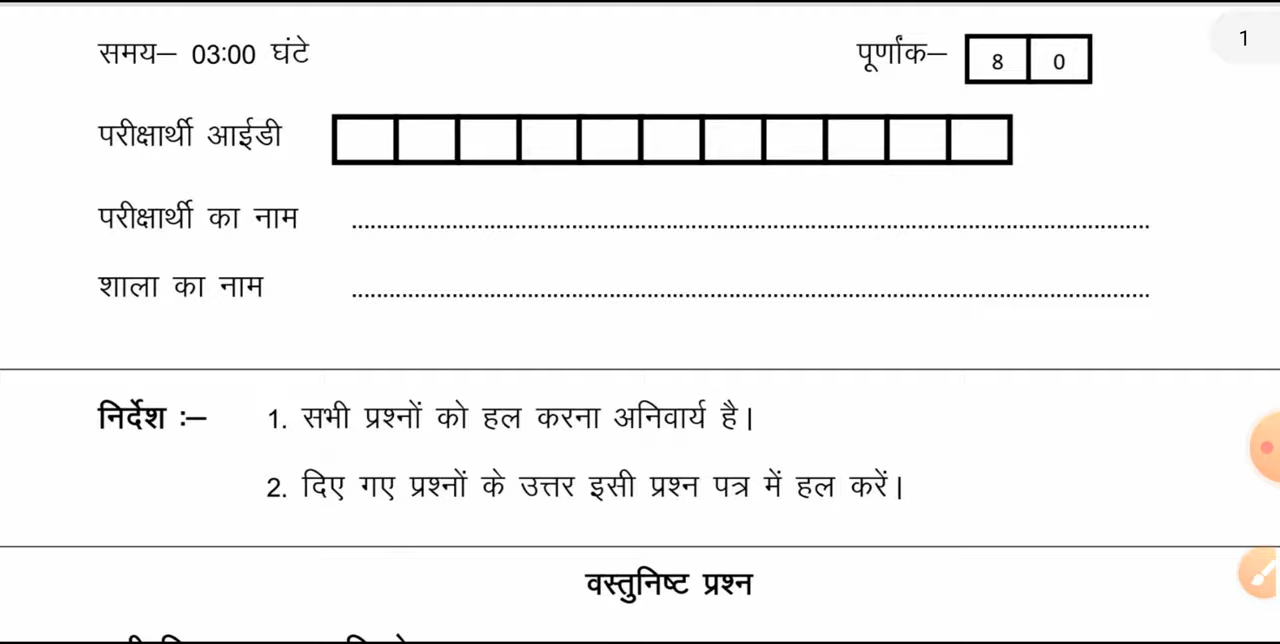 समय– 03:00 घंटे पूर्णांक– 8 0
1
परीक्षार्थी आईडी
परीक्षार्थी का नाम ........................................................................................................................
शाला का नाम ........................................................................................................................
निर्देश :– 1. सभी प्रश्नों को हल करना अनिवार्य है।
2. दिए गए प्रश्नों के उत्तर इसी प्रश्न पत्र में हल करें।
वस्तुनिष्ट प्रश्न